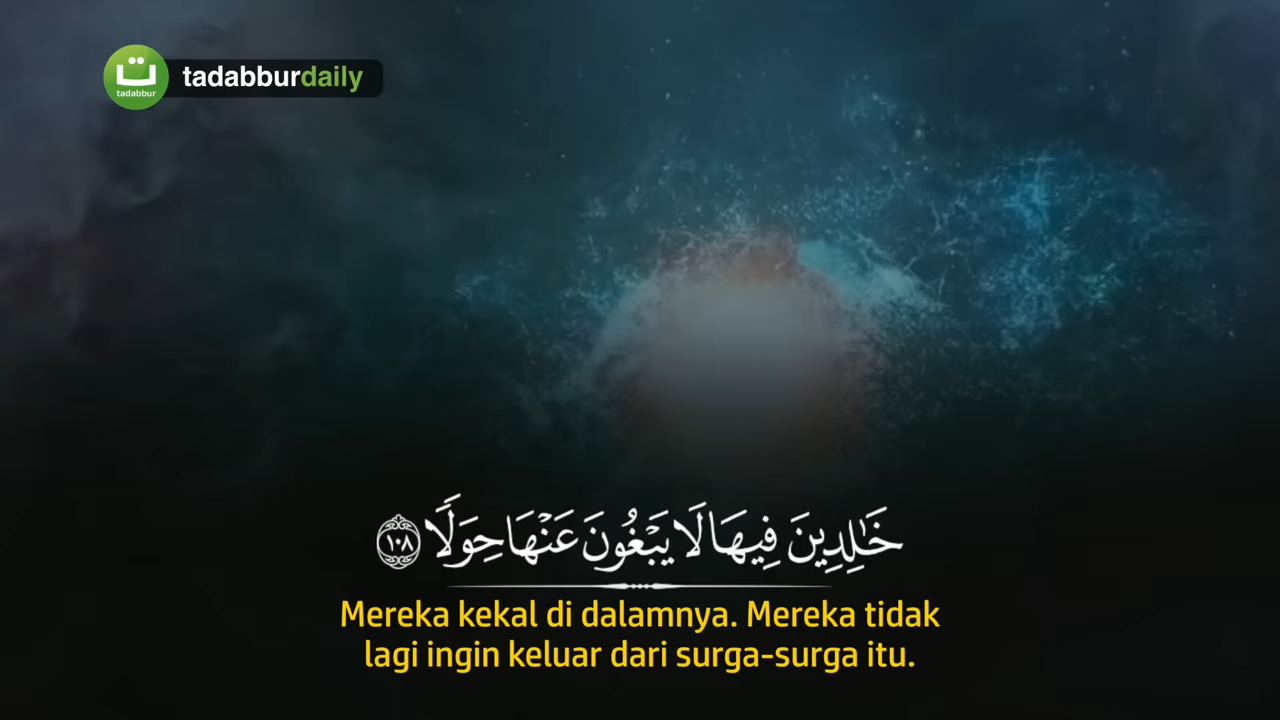 ت
tadabbur
tadabburdaily
خَٰلِدِينَ فِيهَا لَا يَبْغُونَ عَنْهَا حِوَلًا ١٠٨
Mereka kekal di dalamnya. Mereka tidak
lagi ingin keluar dari surga-surga itu.